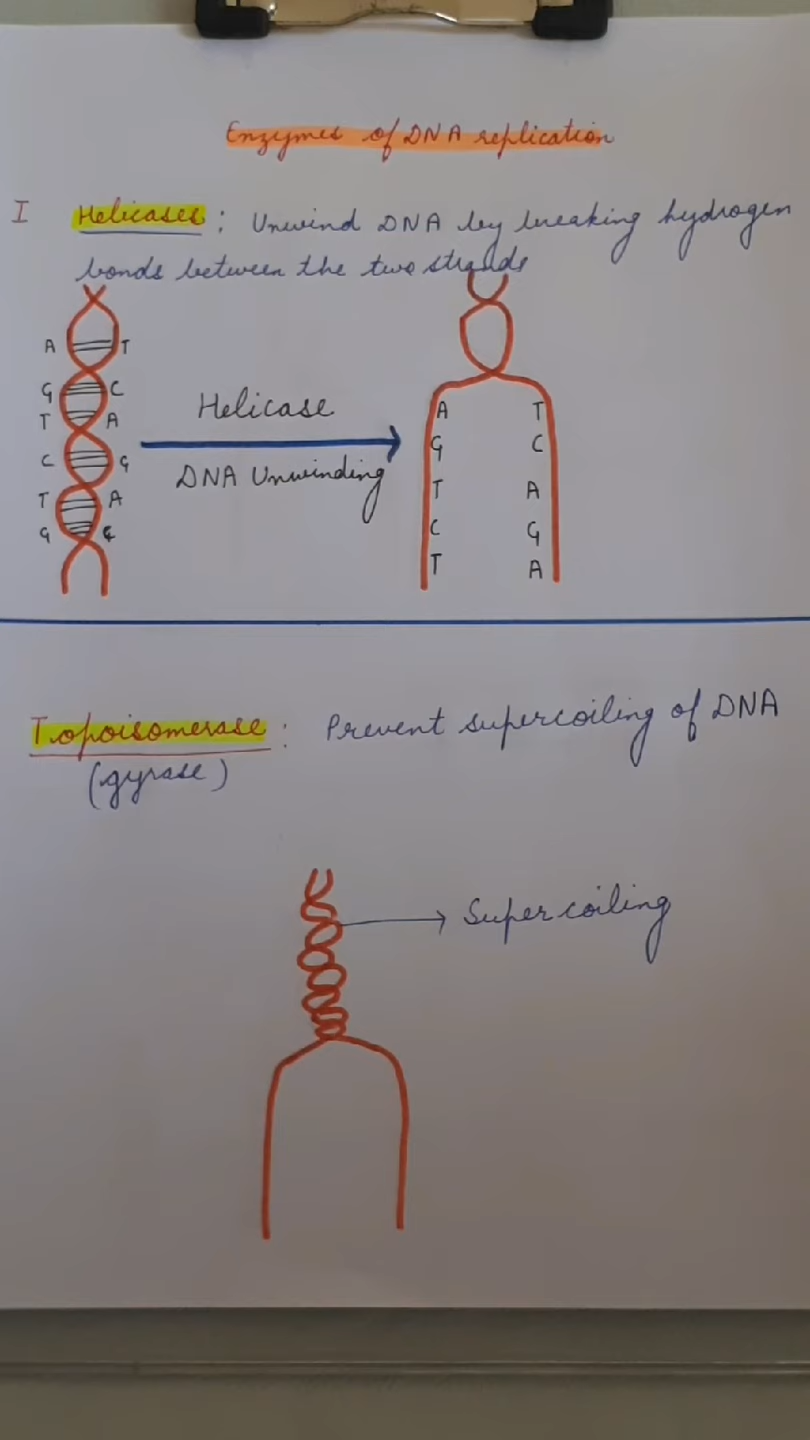 Enzymes of DNA replication
I Helicases : Unwind DNA by breaking hydrogen
bonds between the two strands
A T
G C
T A
C G
T A
G
Helicase
DNA Unwinding
A T
G C
T A
C G
T A
Topoisomerase : Prevent supercoiling of DNA
(gyrase)
Supercoiling